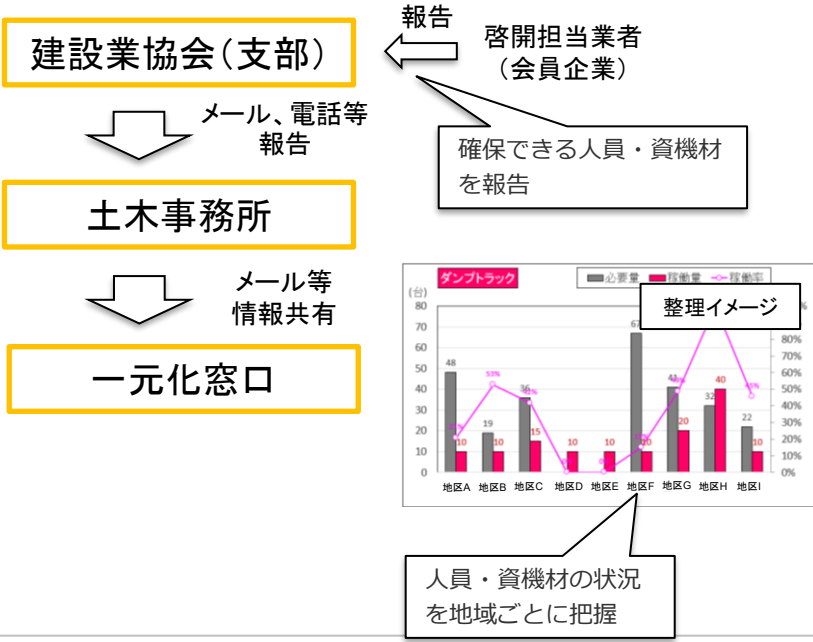 報告
建設業協会（支部）
啓開担当業者
（会員企業）
メール、電話等
報告
確保できる人員・資機材
を報告
土木事務所
メール等
情報共有
一元化窓口
ダンプトラック
必要量 稼働量 稼働率
整理イメージ
(台)
80
70
60
50
40
30
20
10
0
80%
70%
60%
50%
40%
30%
20%
10%
0%
48 19 36 67 41 32 22
10 10 15 10 10 10 20 40 10
53%
地区A 地区B 地区C 地区D 地区E 地区F 地区G 地区H 地区I
人員・資機材の状況
を地域ごとに把握